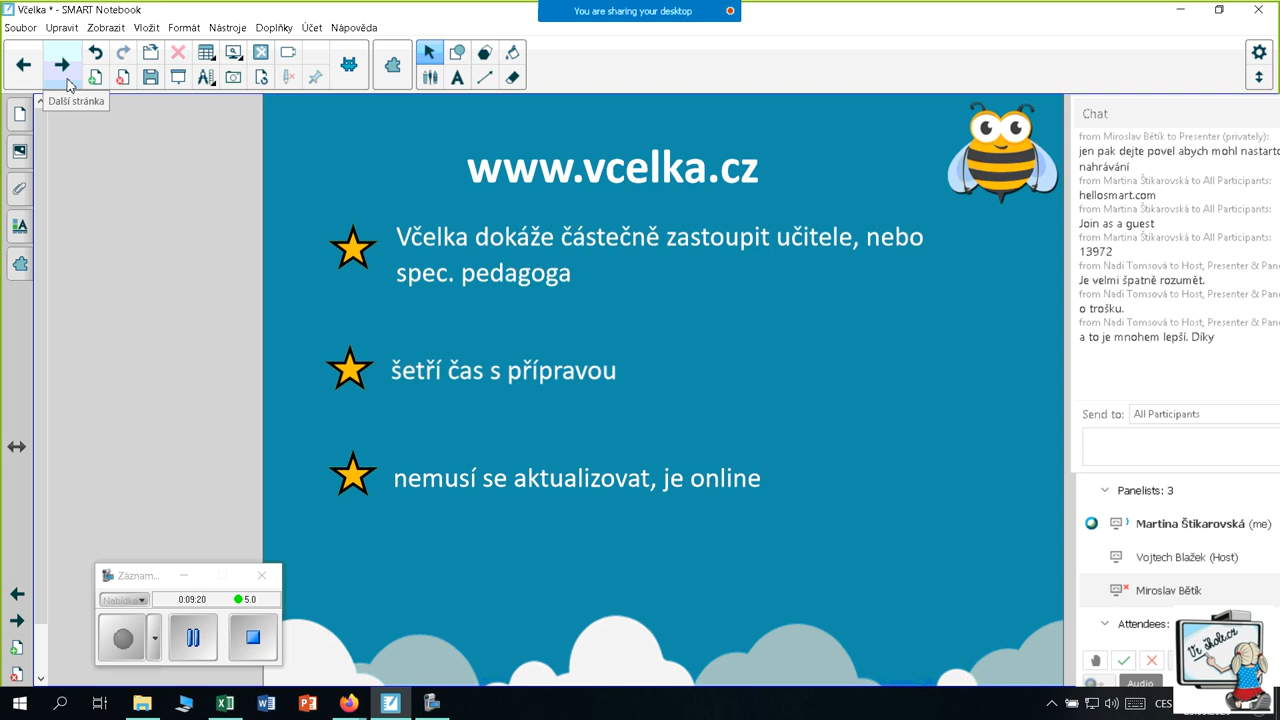 Včelka * - SMART Notebook
You are sharing your desktop
Soubor Upravit Zobrazit Vložit Formát Nástroje Doplňky Účet Nápověda
Další stránka
www.vcelka.cz
Včelka dokáže částečně zastoupit učitele, nebo
spec. pedagoga
šetří čas s přípravou
nemusí se aktualizovat, je online
Chat
from Miroslav Bětík to Presenter (privately):
jen pak dejte povel abych mohl nastarto
nahrávání
from Martina Štikarovská to All Participants:
hellosmart.com
from Martina Štikarovská to All Participants:
Join as a guest
from Martina Štikarovská to All Participants:
13972
from Nadi Tomsová to Host, Presenter & Pane
Je velmi špatně rozumět.
from Nadi Tomsová to Host, Presenter & Pane
o trošku.
from Nadi Tomsová to Host, Presenter & Pane
a to je mnohem lepší. Díky
Send to: All Participants
Panelists: 3
Martina Štikarovská (me)
Vojtech Blažek (Host)
Miroslav Bětík
Attendees:
Audio
Ve škole.cz
Záznam...
Nabídka
0:09:20 5.0
CES